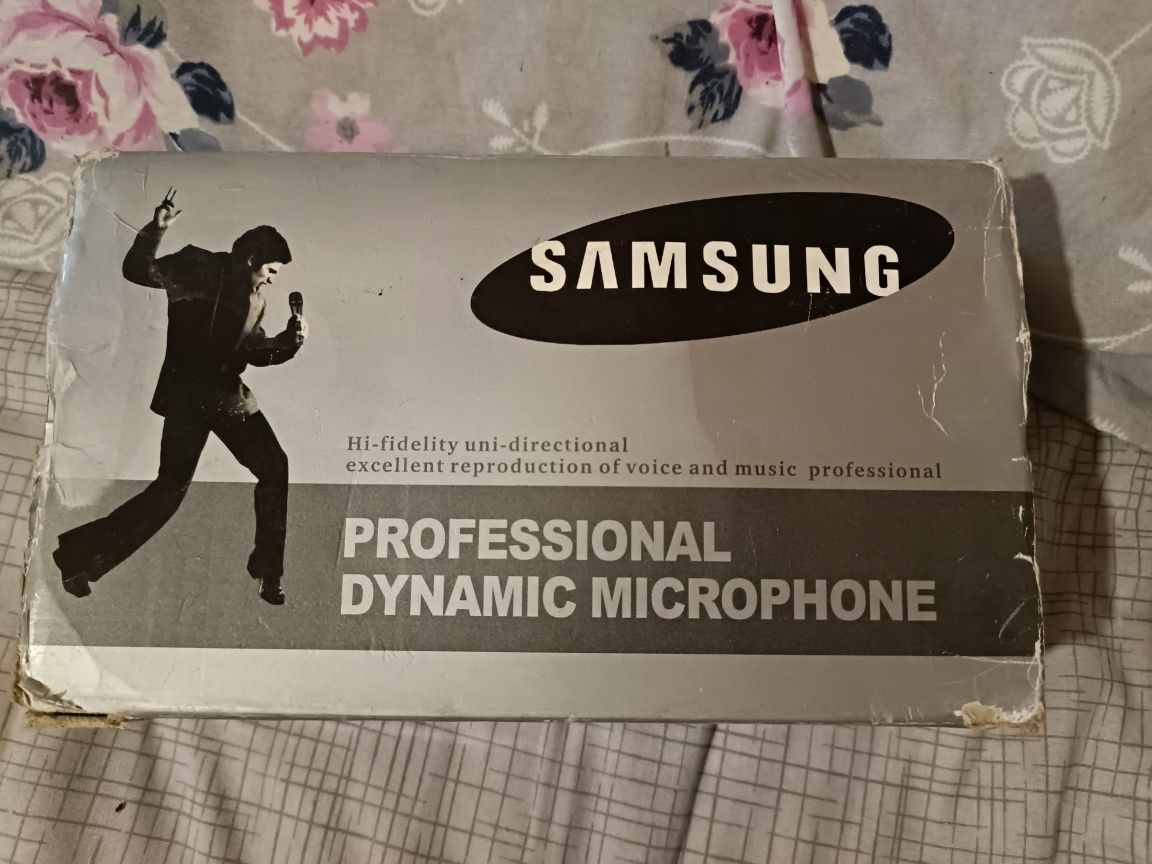 SAMSUNG
Hi-fidelity uni-directional
excellent reproduction of voice and music professional
PROFESSIONAL
DYNAMIC MICROPHONE